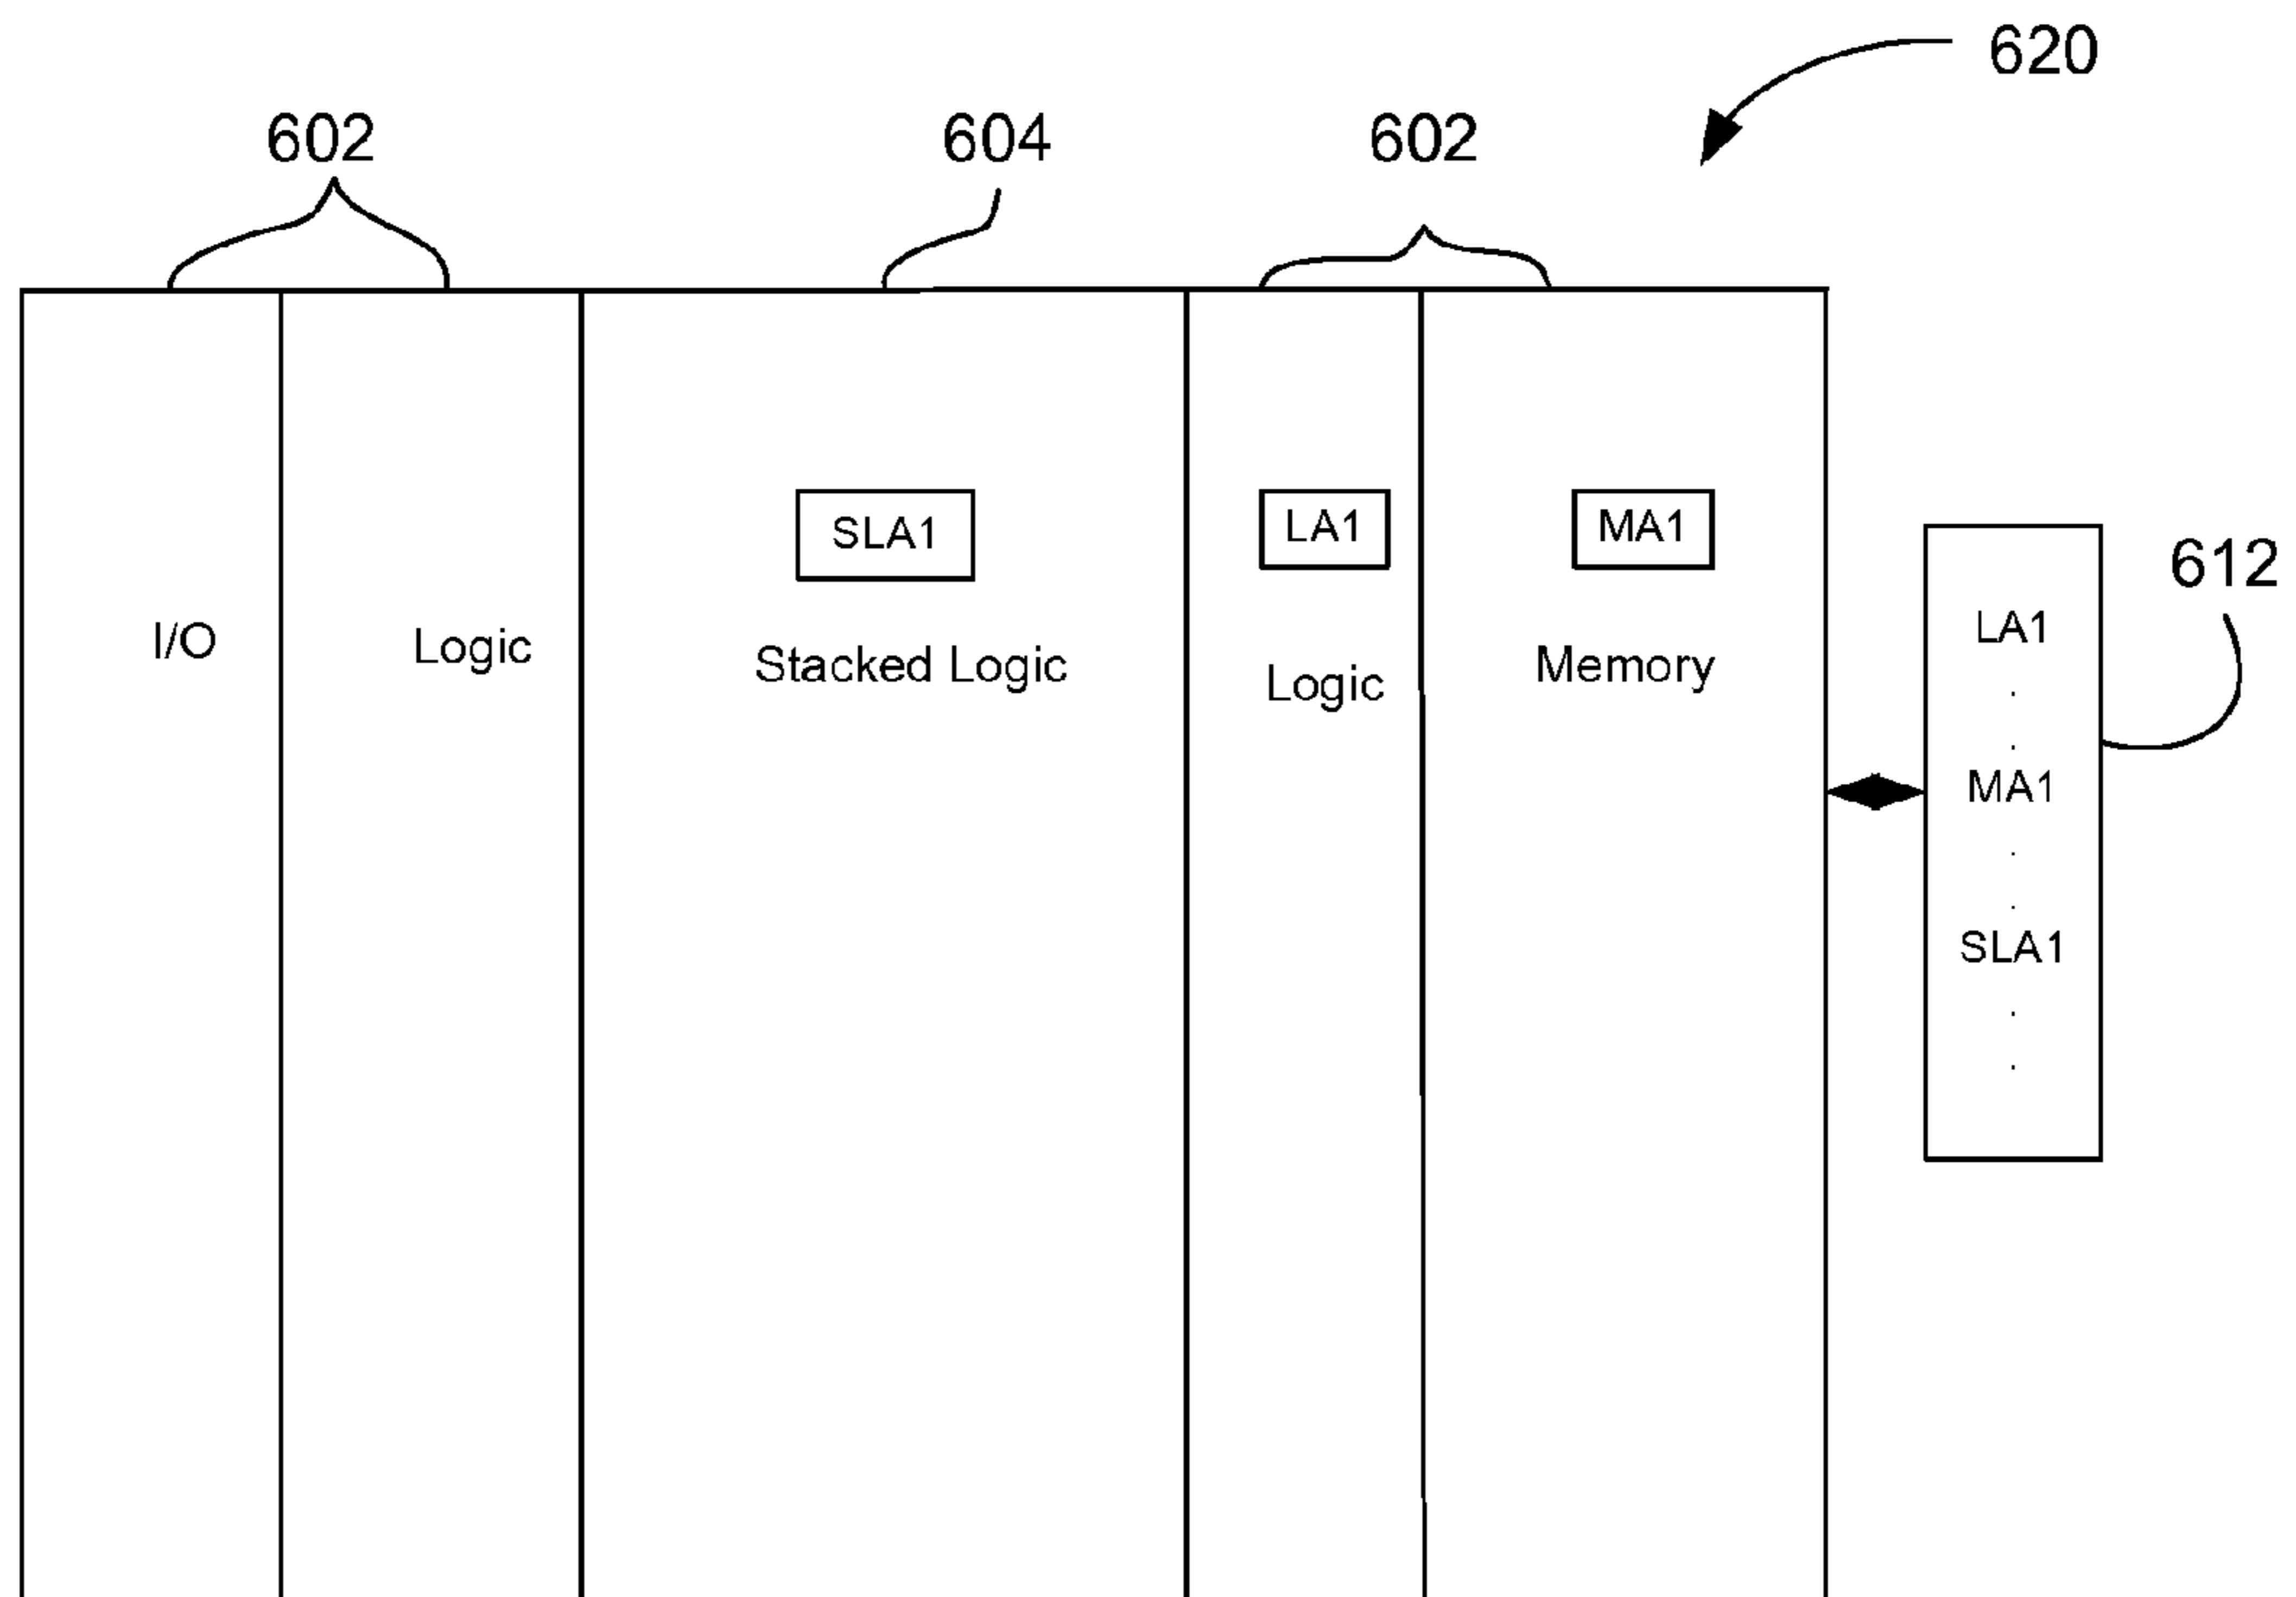 620
602
604
602
SLA1
LA1
MA1
612
I/O
Logic
Stacked Logic
Logic
Memory
LA1
.
.
MA1
.
.
SLA1
.
.